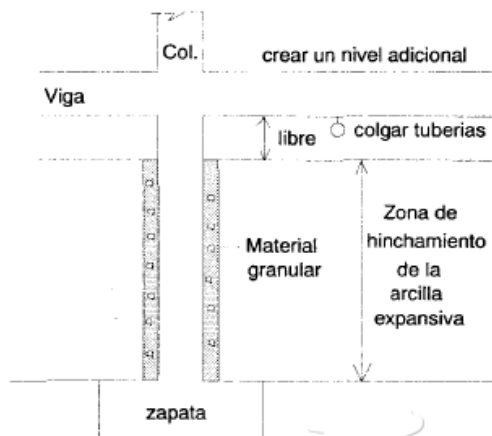 Col.
crear un nivel adicional
Viga
libre
colgar tuberias
Zona de
hinchamiento
de la
arcilla
expansiva
Material
granular
zapata